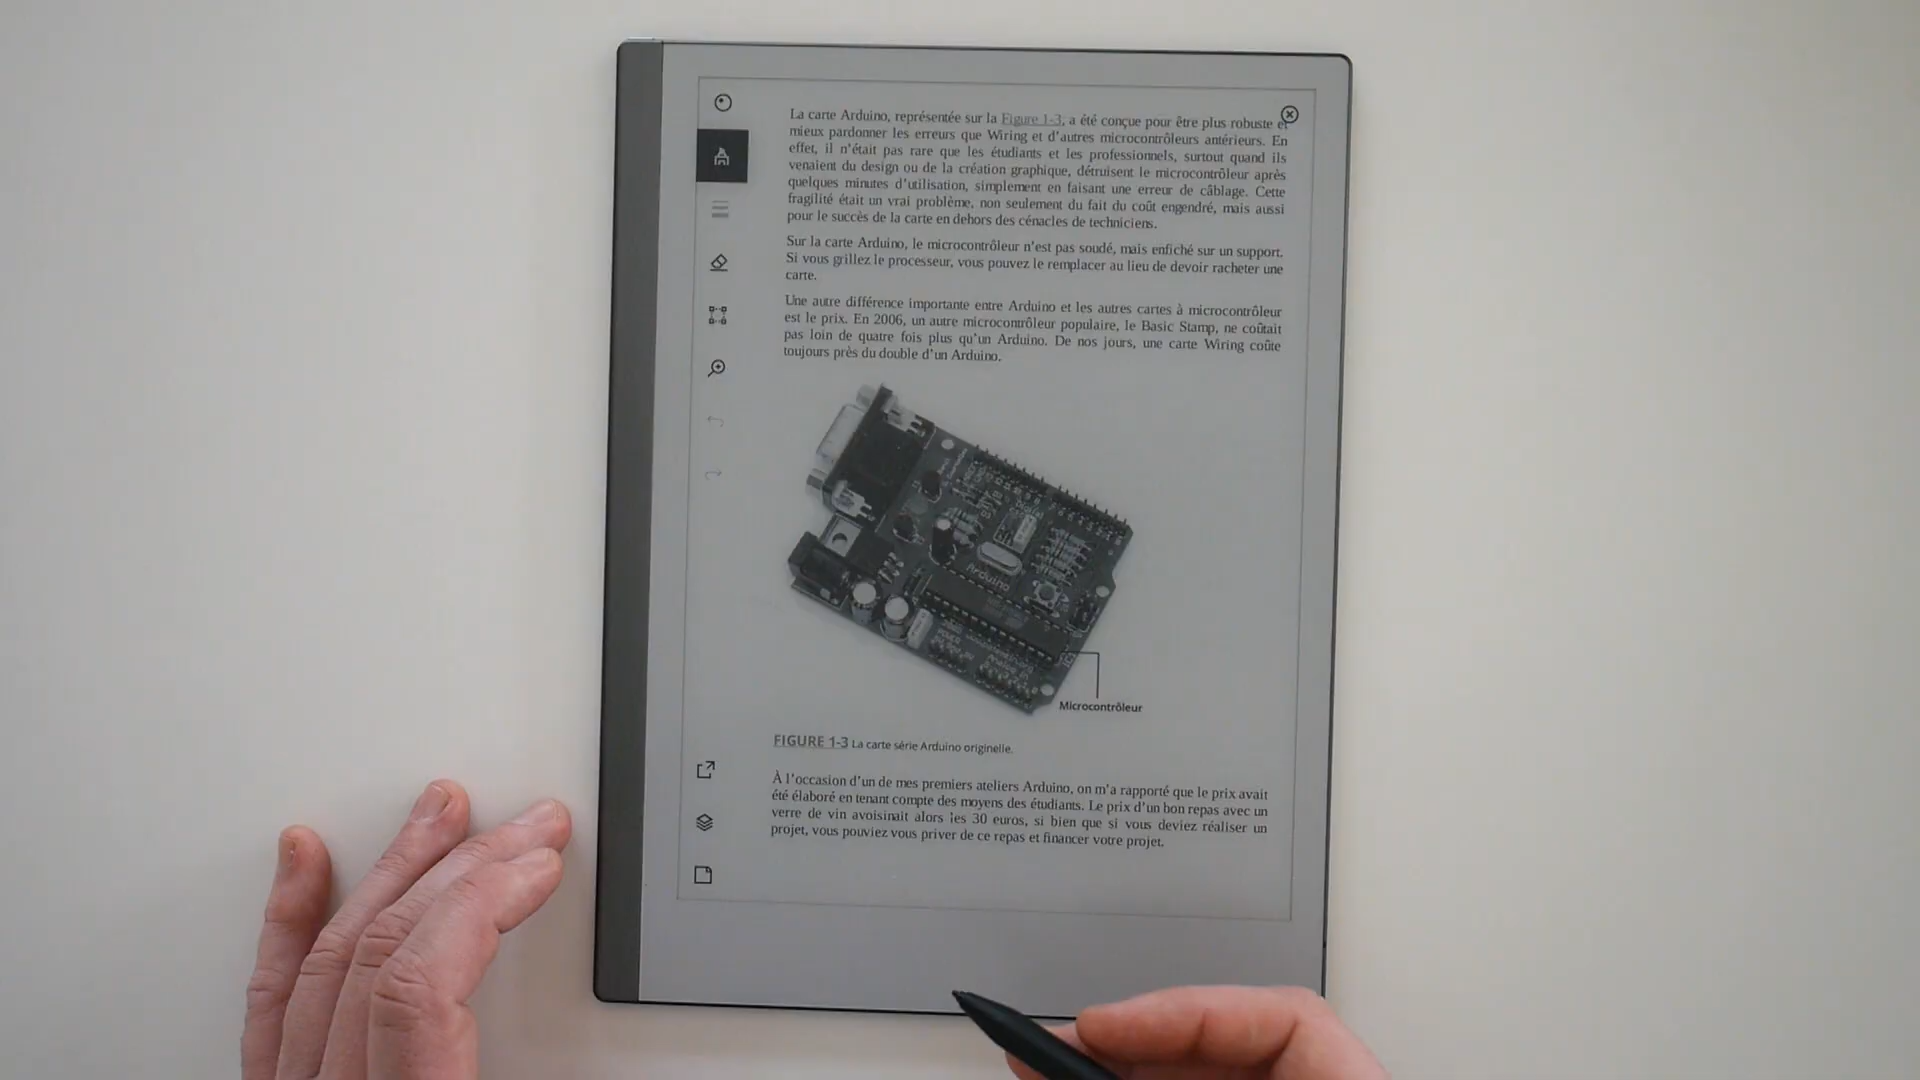 La carte Arduino, représentée sur la Figure 1-3, a été conçue pour être plus robuste et
mieux pardonner les erreurs que Wiring et d'autres microcontrôleurs antérieurs. En
effet, il n'était pas rare que les étudiants et les professionnels, surtout quand ils
venaient du design ou de la création graphique, détruisent le microcontrôleur après
quelques minutes d'utilisation, simplement en faisant une erreur de câblage. Cette
fragilité était un vrai problème, non seulement du fait du coût engendré, mais aussi
pour le succès de la carte en dehors des cénacles de techniciens.
Sur la carte Arduino, le microcontrôleur n'est pas soudé, mais enfiché sur un support.
Si vous grillez le processeur, vous pouvez le remplacer au lieu de devoir racheter une
carte.
Une autre différence importante entre Arduino et les autres cartes à microcontrôleur
est le prix. En 2006, un autre microcontrôleur populaire, le Basic Stamp, ne coûtait
pas loin de quatre fois plus qu'un Arduino. De nos jours, une carte Wiring coûte
toujours près du double d'un Arduino.
Digital
Arduino
POWER
Analog In
Microcontrôleur
FIGURE 1-3 La carte série Arduino originelle.
À l'occasion d'un de mes premiers ateliers Arduino, on m'a rapporté que le prix avait
été élaboré en tenant compte des moyens des étudiants. Le prix d'un bon repas avec un
verre de vin avoisinait alors les 30 euros, si bien que si vous deviez réaliser un
projet, vous pouviez vous priver de ce repas et financer votre projet.